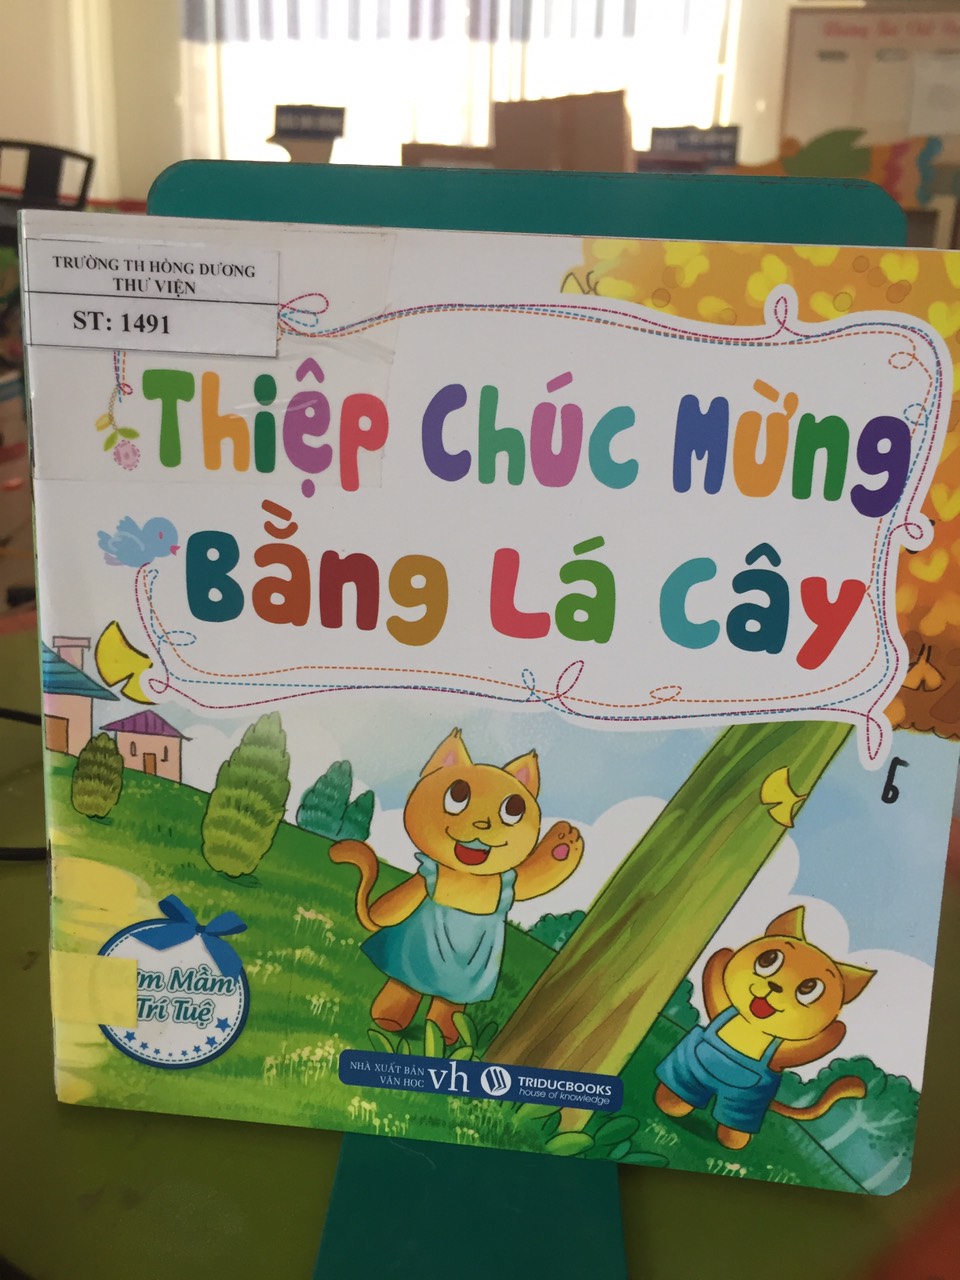 TRƯỜNG TH HỒNG DƯƠNG
THƯ VIỆN
ST: 1491
Thiệp Chúc Mừng
Bằng Lá Cây
6
Mầm
Trí Tuệ
NHÀ XUẤT BẢN
VĂN HỌC
vh
TRIDUCBOOKS
house of knowledge